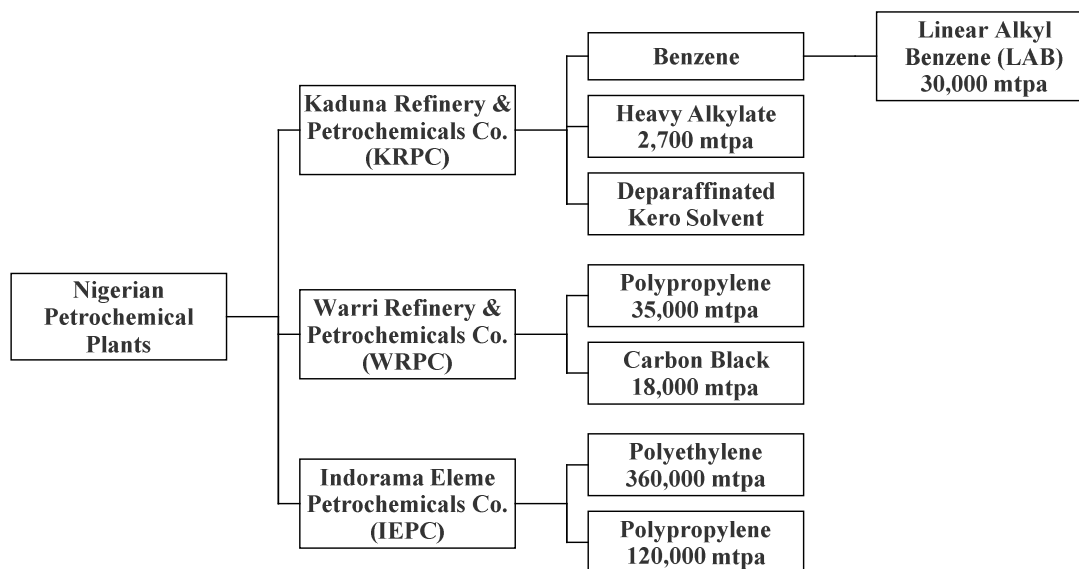 Nigerian
Petrochemical
Plants
Kaduna Refinery &
Petrochemicals Co.
(KRPC)
Benzene
Linear Alkyl
Benzene (LAB)
30,000 mtpa
Heavy Alkylate
2,700 mtpa
Deparaffinated
Kero Solvent
Warri Refinery &
Petrochemicals Co.
(WRPC)
Polypropylene
35,000 mtpa
Carbon Black
18,000 mtpa
Indorama Eleme
Petrochemicals Co.
(IEPC)
Polyethylene
360,000 mtpa
Polypropylene
120,000 mtpa